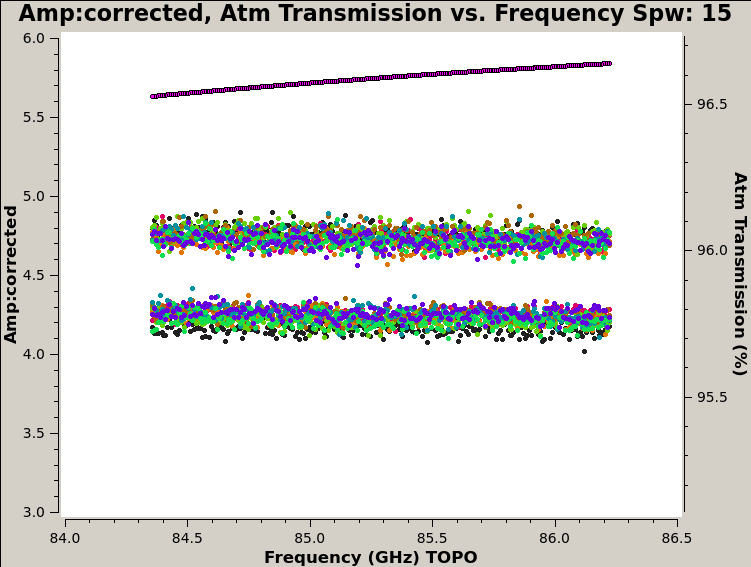 Amp:corrected, Atm Transmission vs. Frequency Spw: 15
6.0
5.5
5.0
4.5
4.0
3.5
3.0
Amp:corrected
96.5
96.0
95.5
Atm Transmission (%)
84.0 84.5 85.0 85.5 86.0 86.5
Frequency (GHz) TOPO